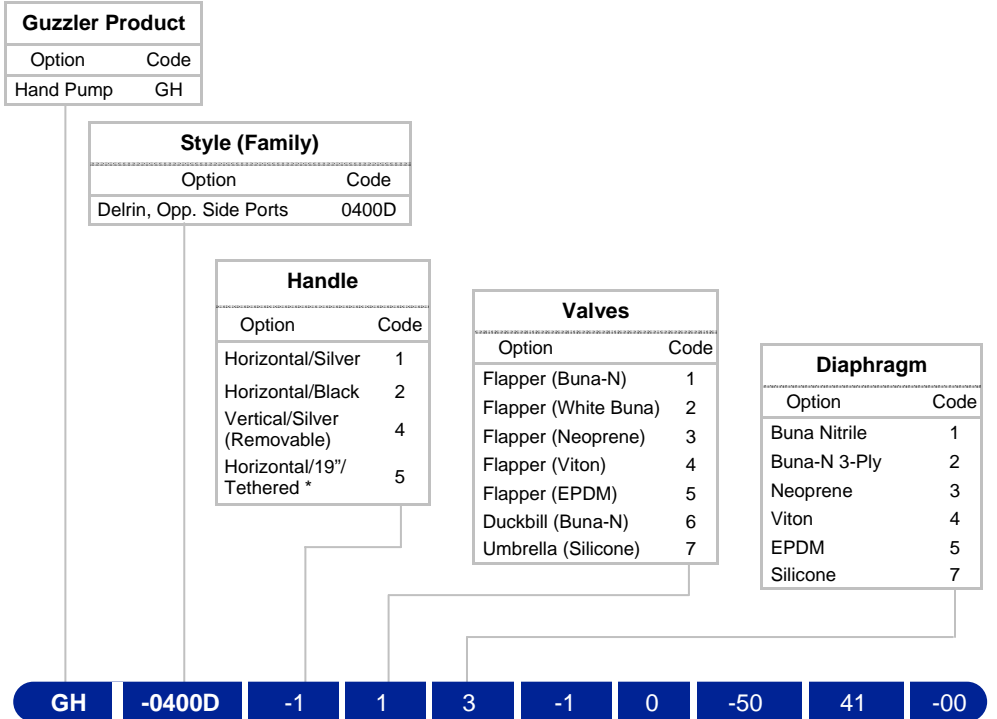 Guzzler Product
Option Code
Hand Pump GH
Style (Family)
Option Code
Delrin, Opp. Side Ports 0400D
Handle
Option Code
Horizontal/Silver 1
Horizontal/Black 2
Vertical/Silver
(Removable) 4
Horizontal/19”/
Tethered * 5
Valves
Option Code
Flapper (Buna-N) 1
Flapper (White Buna) 2
Flapper (Neoprene) 3
Flapper (Viton) 4
Flapper (EPDM) 5
Duckbill (Buna-N) 6
Umbrella (Silicone) 7
Diaphragm
Option Code
Buna Nitrile 1
Buna-N 3-Ply 2
Neoprene 3
Viton 4
EPDM 5
Silicone 7
GH -0400D -1 1 3 -1 0 -50 41 -00